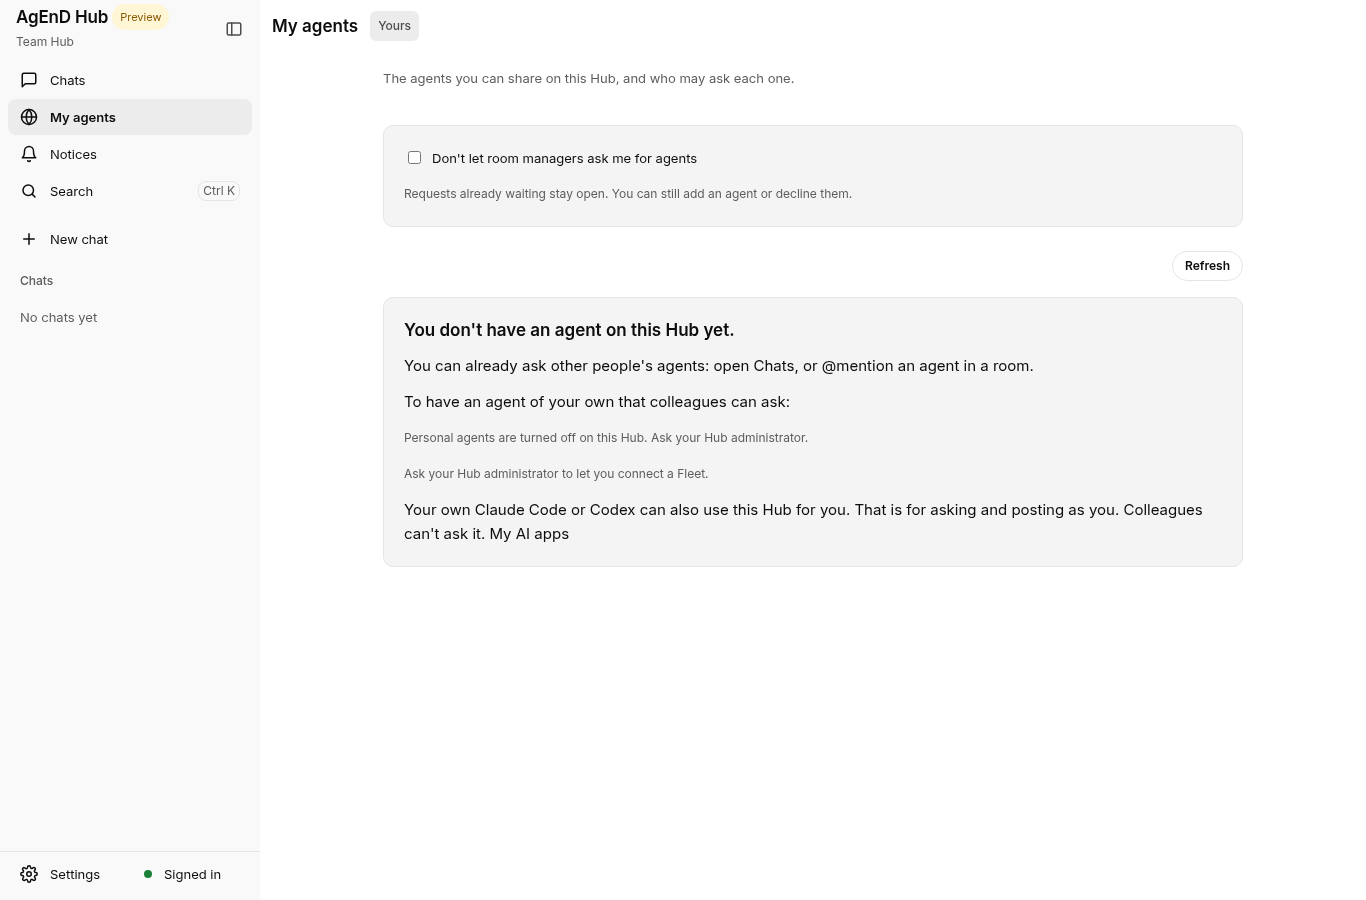 AgEnD Hub Preview
Team Hub
Chats
My agents
Notices
Search Ctrl K
New chat
Chats
No chats yet
Settings Signed in
My agents Yours
The agents you can share on this Hub, and who may ask each one.
Don't let room managers ask me for agents
Requests already waiting stay open. You can still add an agent or decline them.
Refresh
You don't have an agent on this Hub yet.
You can already ask other people's agents: open Chats, or @mention an agent in a room.
To have an agent of your own that colleagues can ask:
Personal agents are turned off on this Hub. Ask your Hub administrator.
Ask your Hub administrator to let you connect a Fleet.
Your own Claude Code or Codex can also use this Hub for you. That is for asking and posting as you. Colleagues
can't ask it. My AI apps